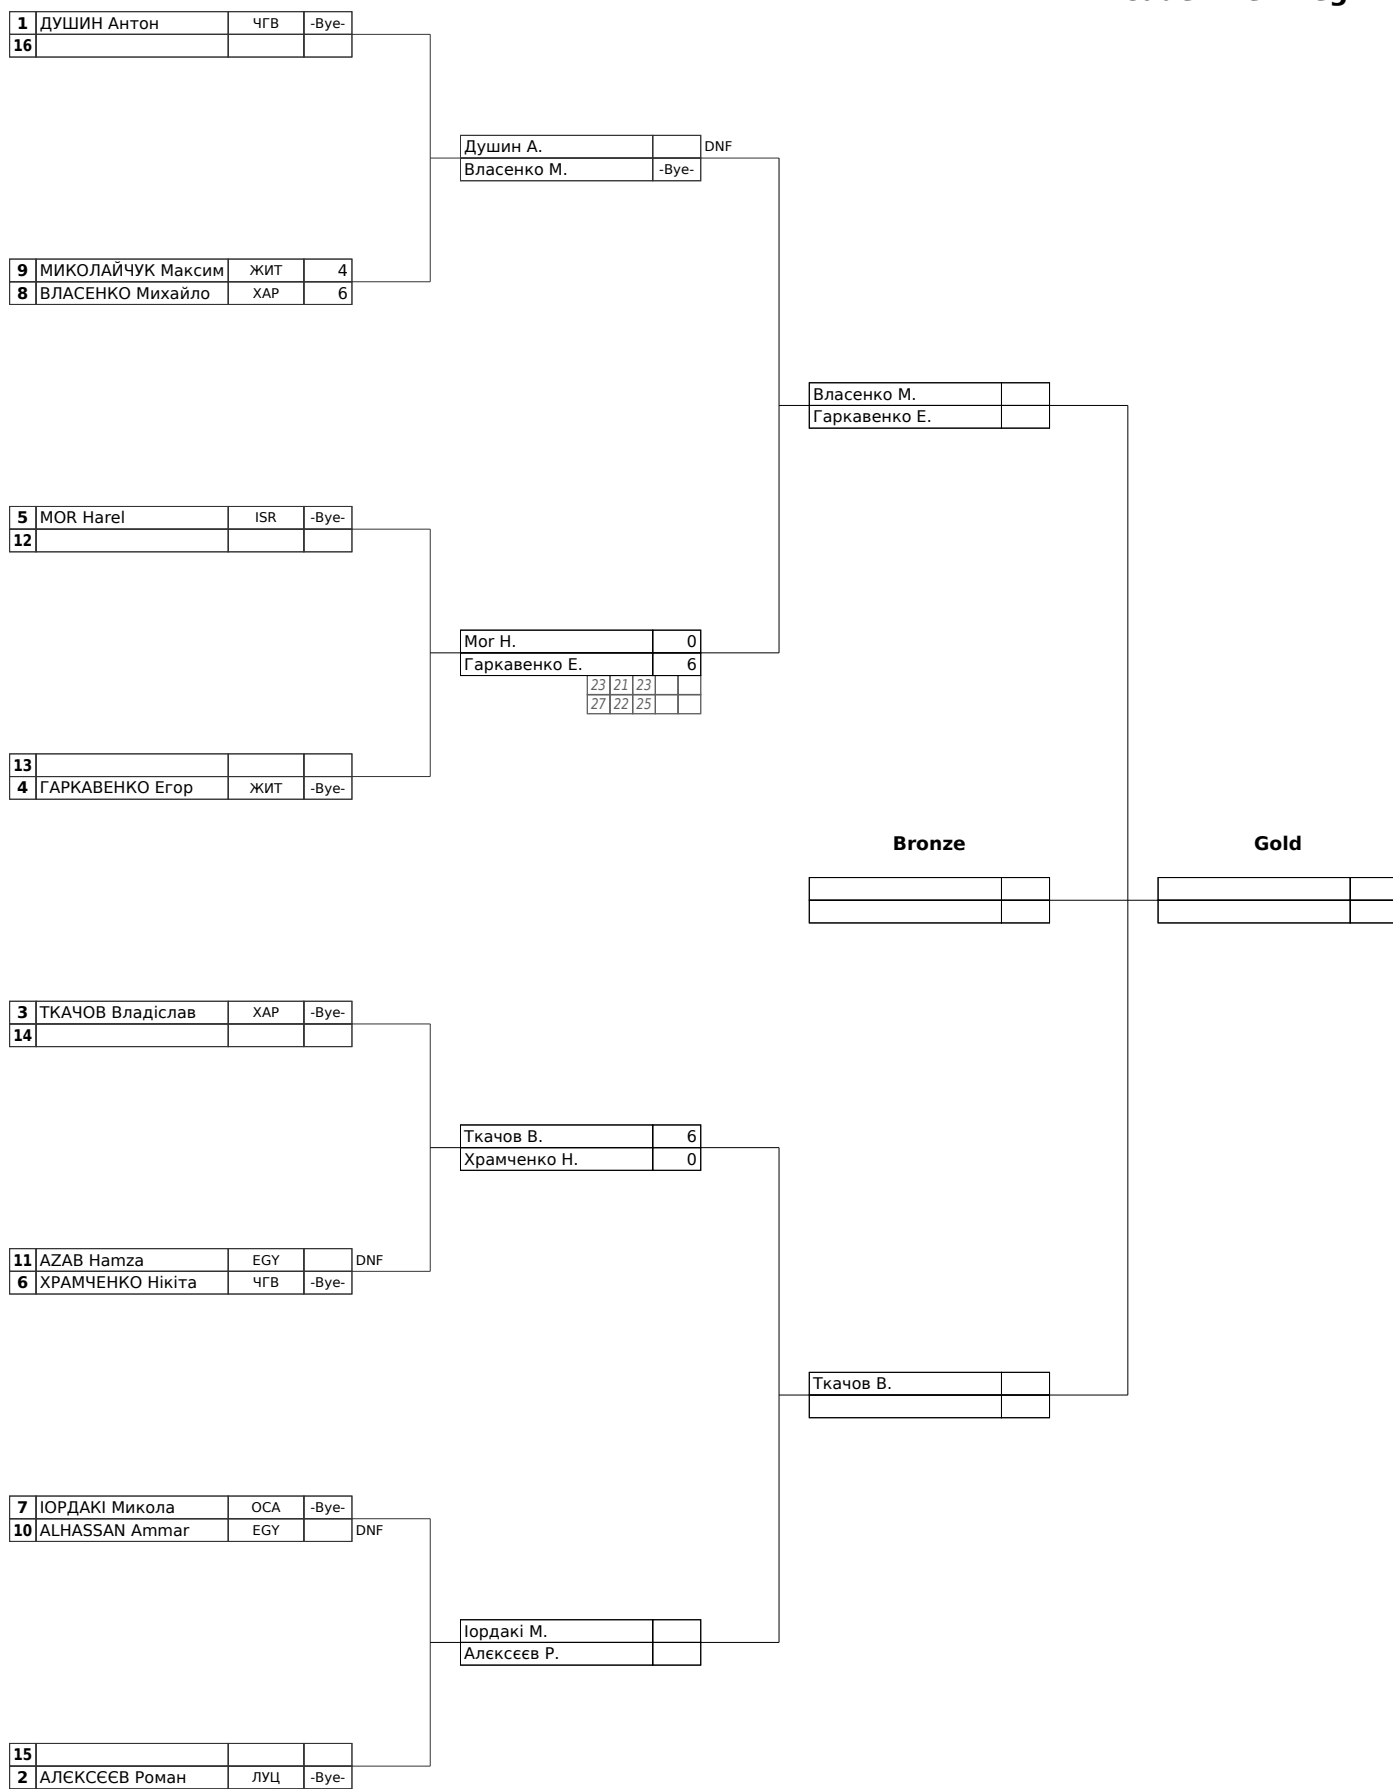 1 ДУШИН Антон ЧГВ -Bye-
16
Душин А. DNF
Власенко М. -Bye-
9 МИКОЛАЙЧУК Максим ЖИТ 4
8 ВЛАСЕНКО Михайло ХАР 6
Власенко М.
Гаркавенко Е.
5 MOR Harel ISR -Bye-
12
Mor H. 0
Гаркавенко Е. 6
23 21 23
27 22 25
13
4 ГАРКАВЕНКО Егор ЖИТ -Bye-
Bronze Gold
3 ТКАЧОВ Владіслав ХАР -Bye-
14
Ткачов В. 6
Храмченко Н. 0
11 AZAB Hamza EGY DNF
6 ХРАМЧЕНКО Нікіта ЧГВ -Bye-
Ткачов В.
7 ІОРДАКІ Микола ОСА -Bye-
10 ALHASSAN Ammar EGY DNF
Іордакі М.
Алєксєєв Р.
15
2 АЛЄКСЄЄВ Роман ЛУЦ -Bye-